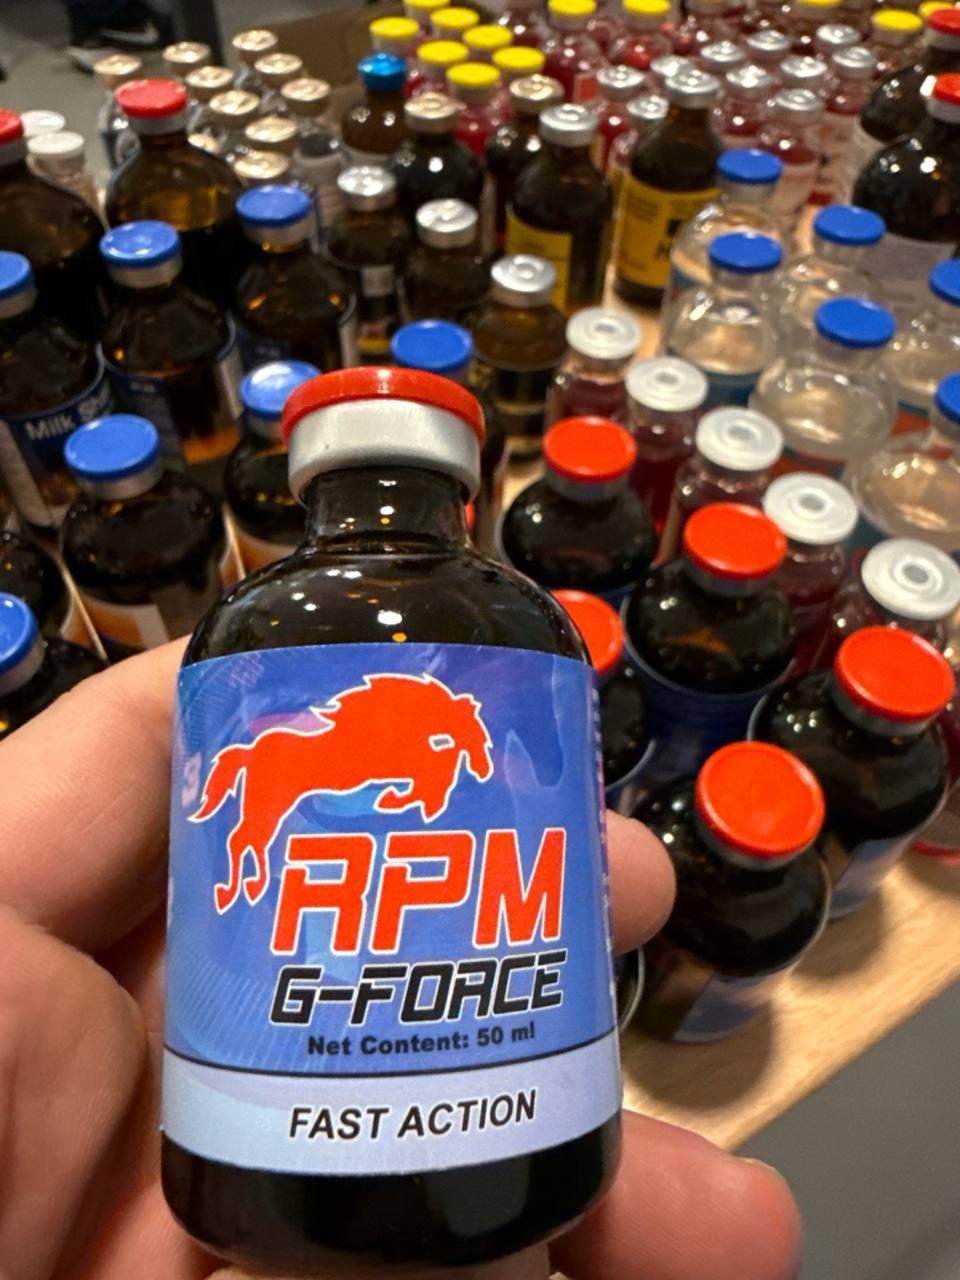 RPM
G-FORCE
Net Content: 50 ml
FAST ACTION
Milk